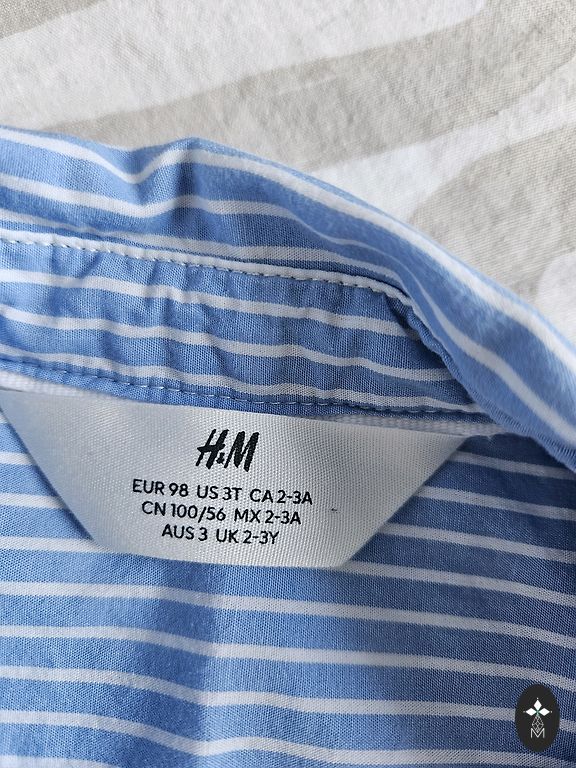 H&M
EUR 98 US 3T CA 2-3A
CN 100/56 MX 2-3A
AUS 3 UK 2-3Y
M